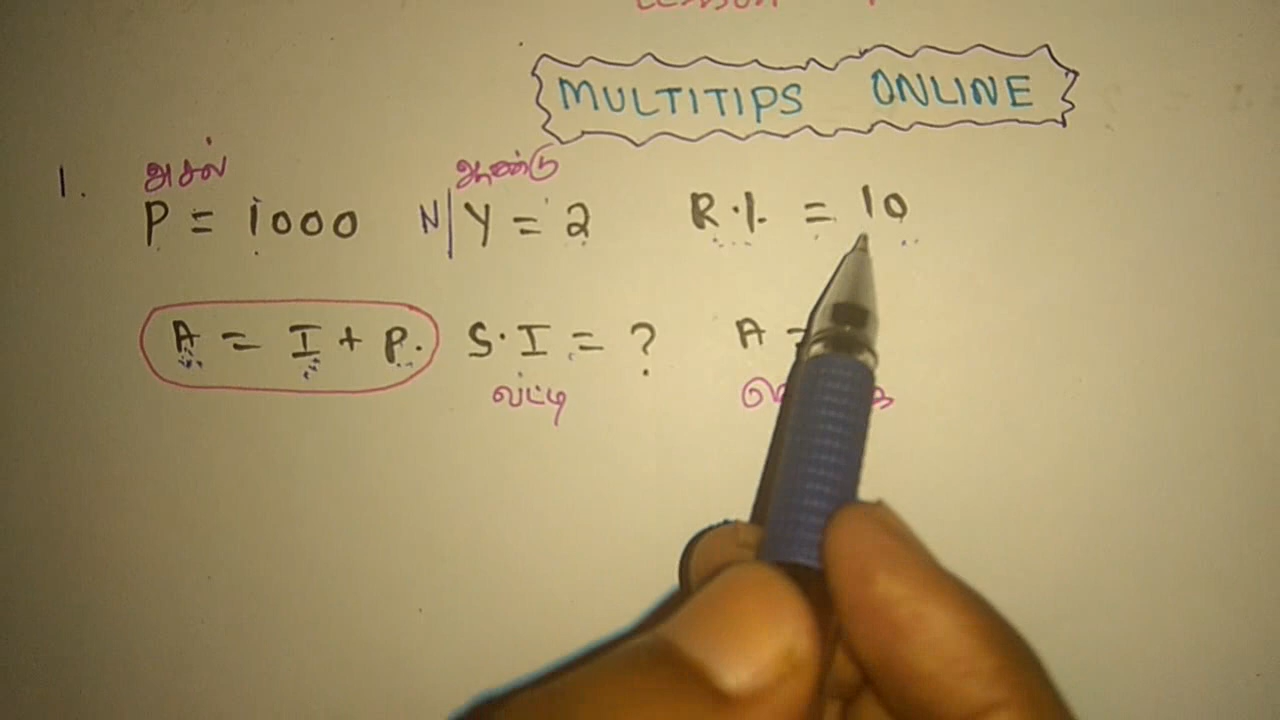 MULTITIPS ONLINE
அசல் ஆண்டு
1. P = 1000 N/Y = 2 R.% = 10
A = I + P. S.I = ? A =
வட்டி